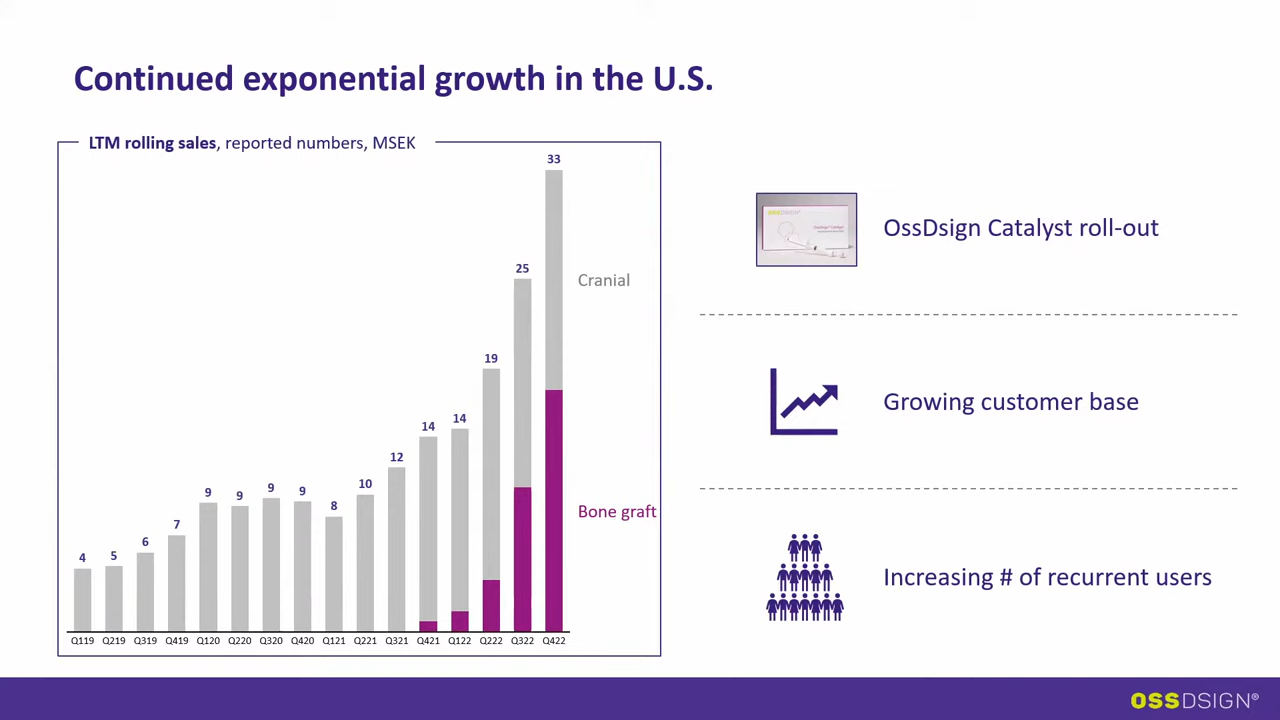 Continued exponential growth in the U.S.
LTM rolling sales, reported numbers, MSEK
33
25
19
14
14
12
10
8
9
9
9
9
7
6
5
4
Cranial
Bone graft
Q119 Q219 Q319 Q419 Q120 Q220 Q320 Q420 Q121 Q221 Q321 Q421 Q122 Q222 Q322 Q422
OSSDSIGN®
OssDsign Catalyst roll-out
Growing customer base
Increasing # of recurrent users
OSSDSIGN®